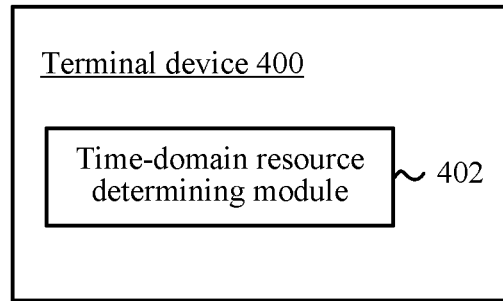 Terminal device 400
Time-domain resource
determining module
402